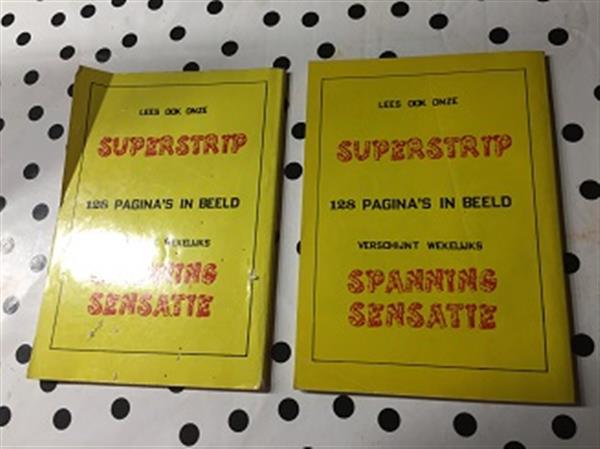 LEES OOK ONZE
SUPERSTRIP
128 PAGINA'S IN BEELD
WEKELIJKS
SPANNING
SENSATIE
LEES OOK ONZE
SUPERSTRIP
128 PAGINA'S IN BEELD
VERSCHIJNT WEKELIJKS
SPANNING
SENSATIE